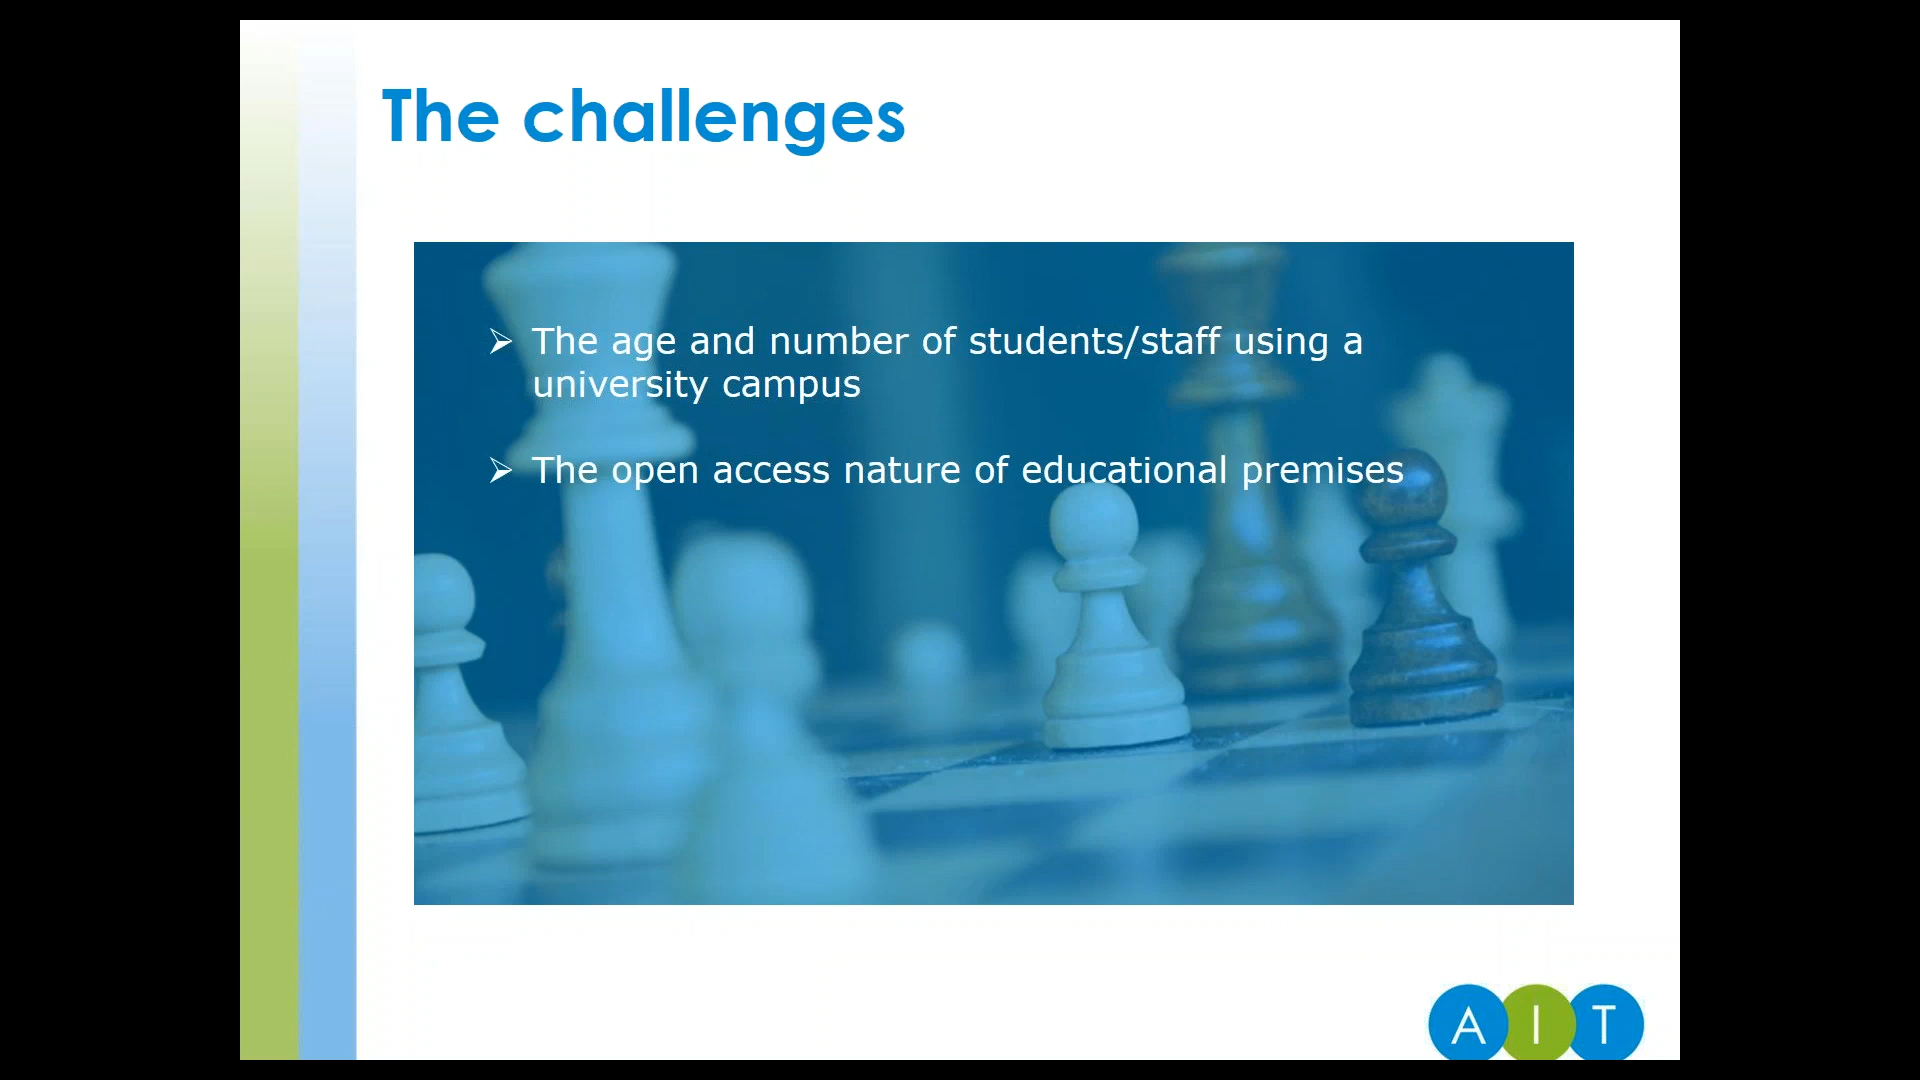 The challenges
➢ The age and number of students/staff using a
university campus
➢ The open access nature of educational premises
AIT